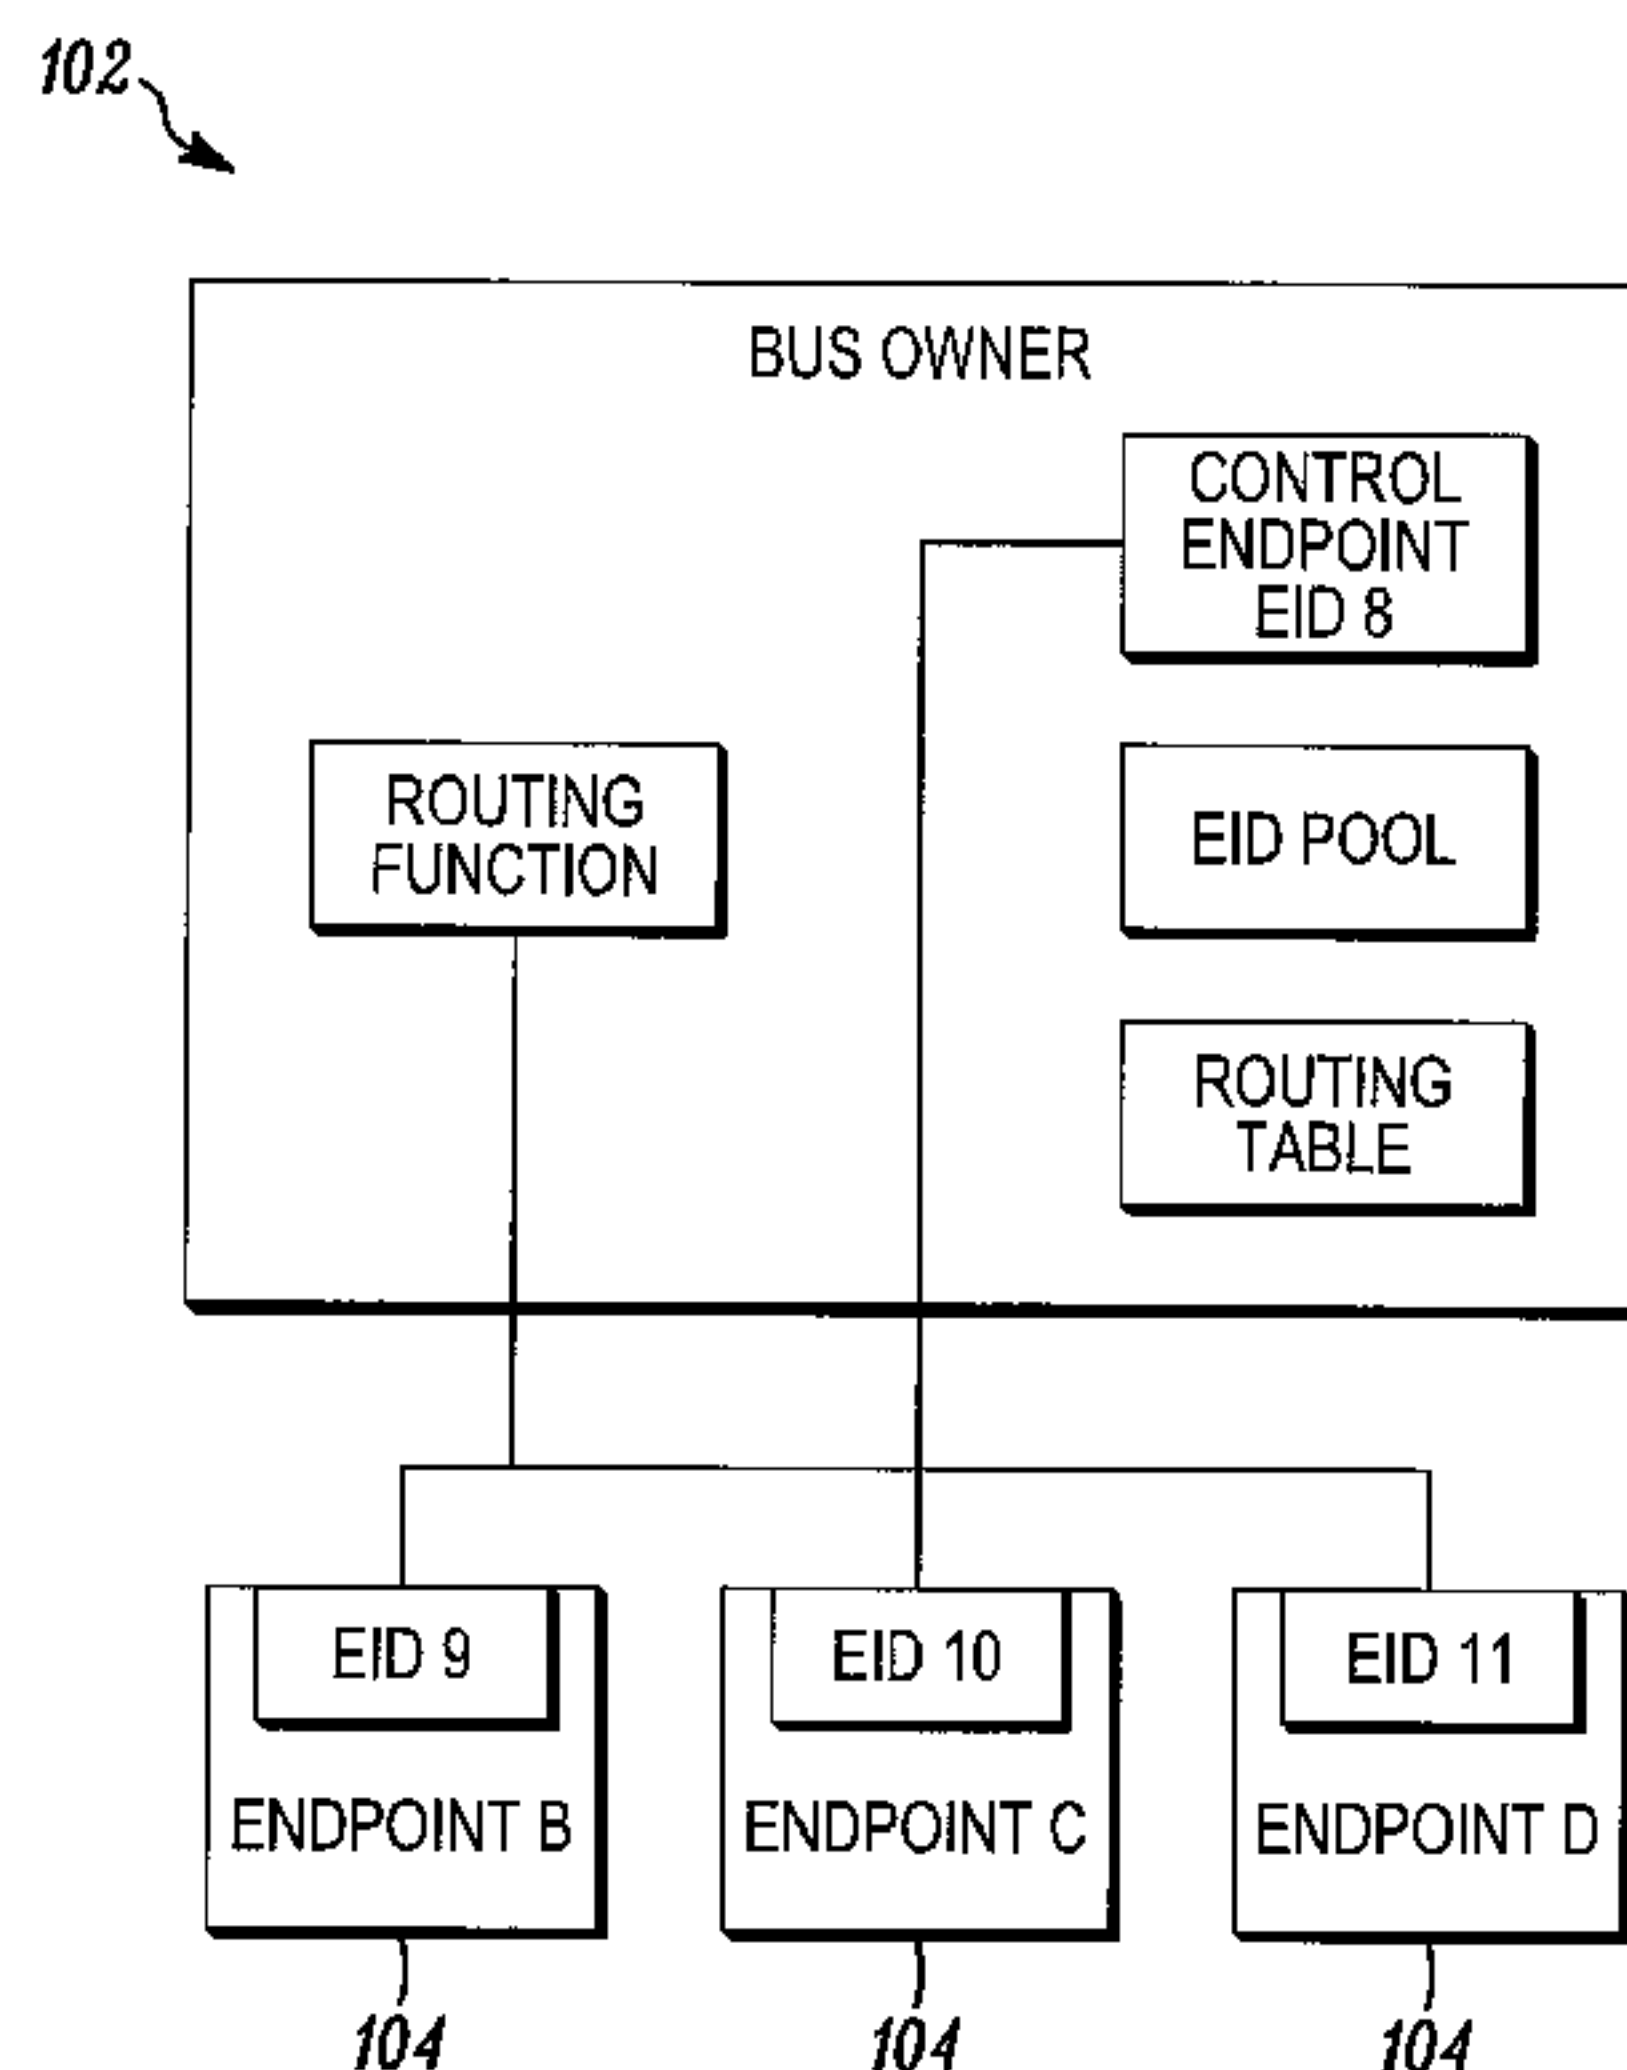 102
BUS OWNER
CONTROL
ENDPOINT
EID 8
ROUTING
FUNCTION
EID POOL
ROUTING
TABLE
EID 9
EID 10
EID 11
ENDPOINT B
ENDPOINT C
ENDPOINT D
104
104
104